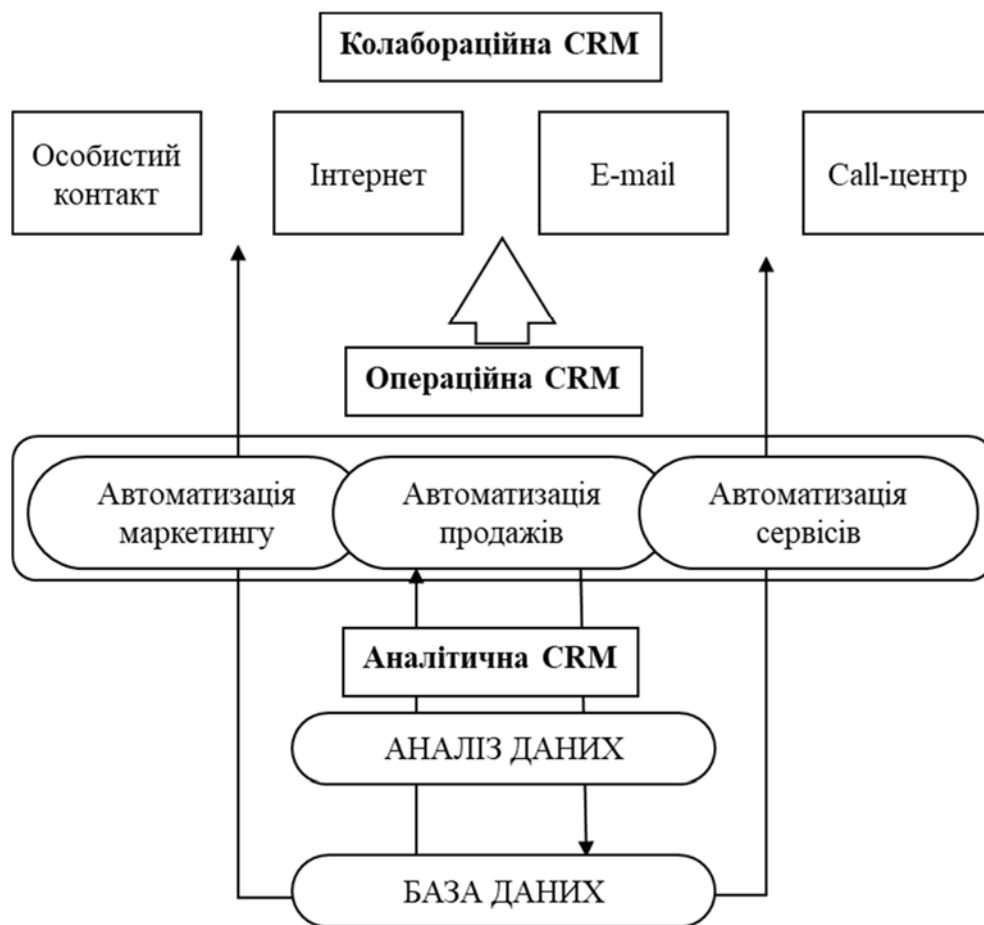 Колабораційна CRM
Особистий
контакт
Інтернет
E-mail
Call-центр
Операційна CRM
Автоматизація
маркетингу
Автоматизація
продажів
Автоматизація
сервісів
Аналітична CRM
АНАЛІЗ ДАНИХ
БАЗА ДАНИХ